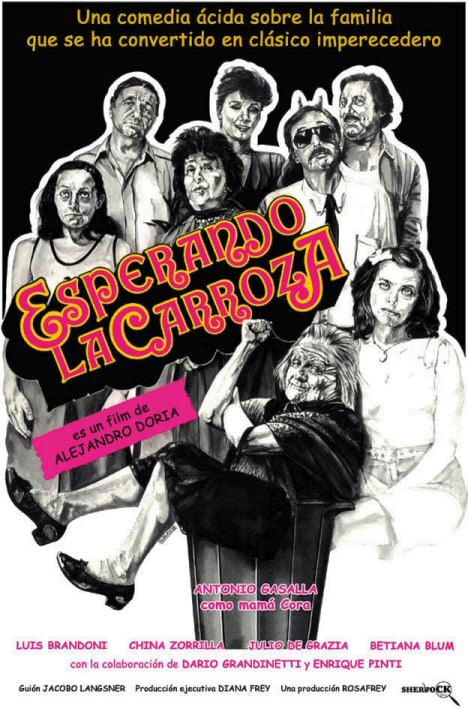 Una comedia ácida sobre la familia
que se ha convertido en clásico imperecedero
ESPERANDO
LA CARROZA
es un film de
ALEJANDRO DORIA
ANTONIO GASALLA
como mamá Cora
LUIS BRANDONI CHINA ZORRILLA JULIO DE GRAZIA BETIANA BLUM
con la colaboración de DARIO GRANDINETTI y ENRIQUE PINTI
Guión JACOBO LANGSNER Producción ejecutiva DIANA FREY Una producción ROSAFREY